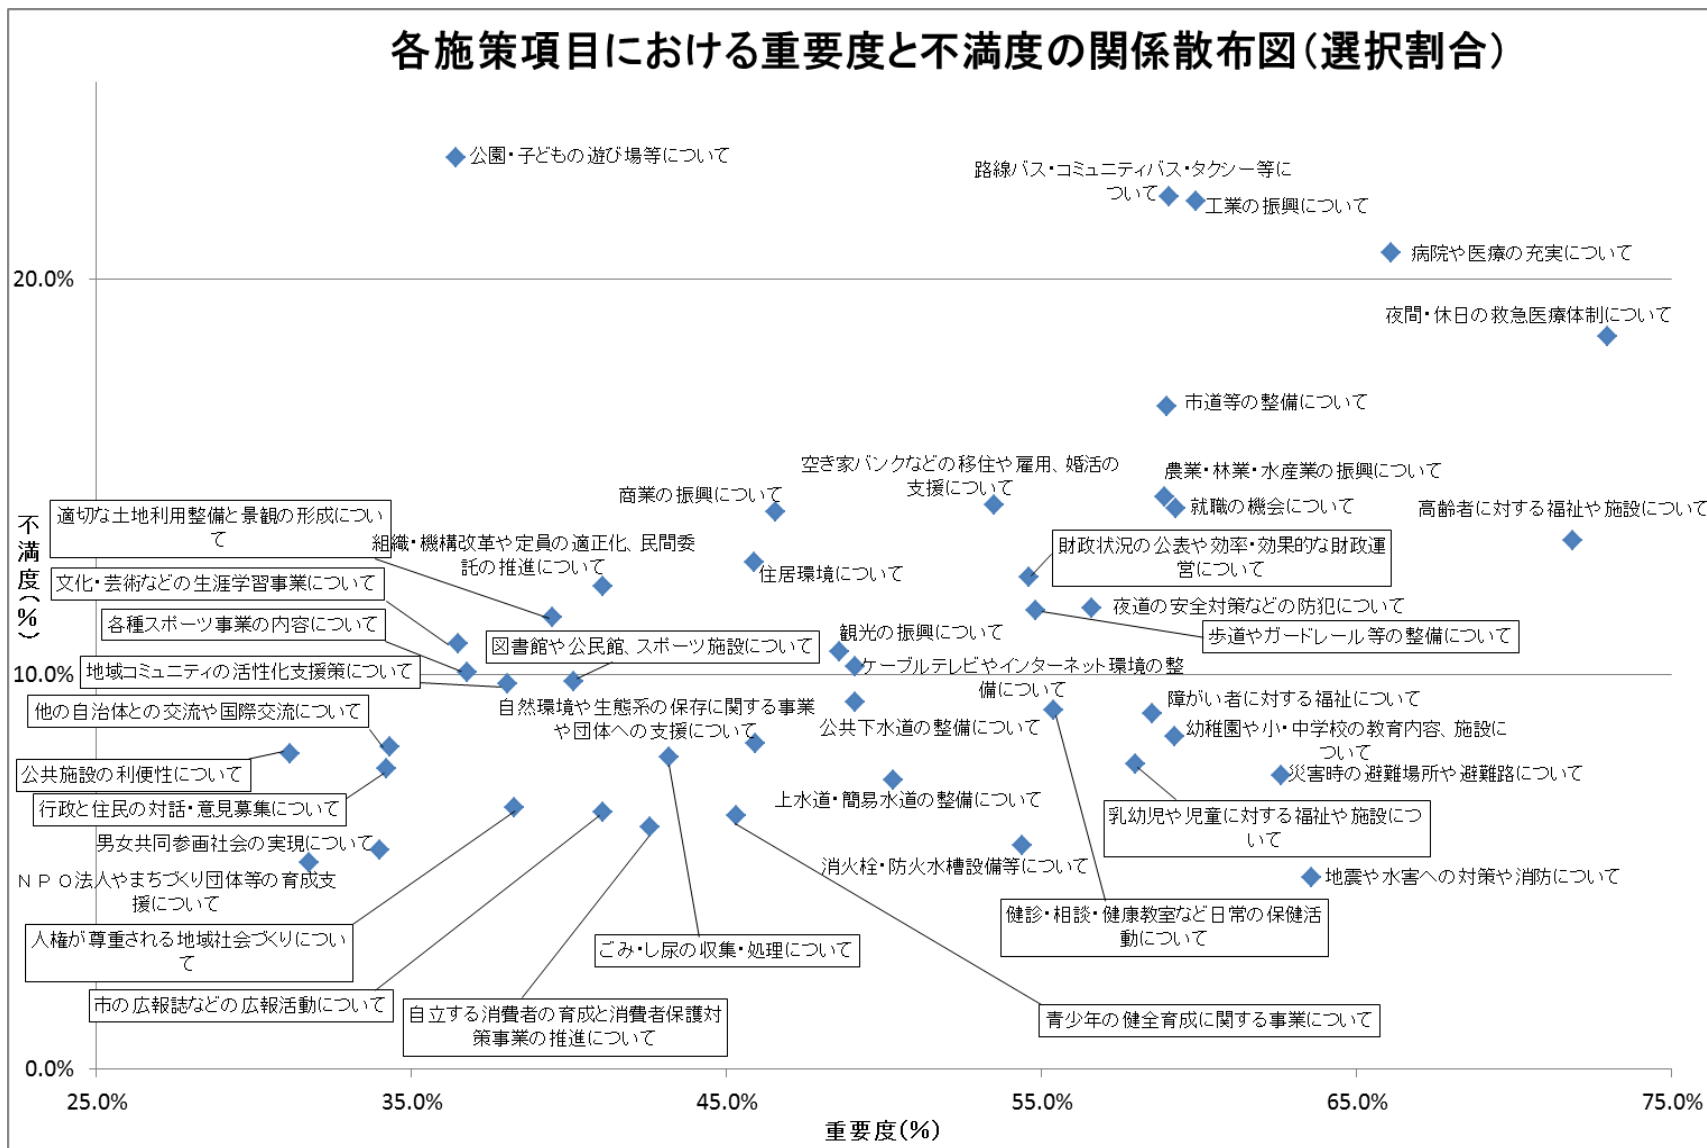 各施策項目における重要度と不満度の関係散布図（選択割合）
公園・子どもの遊び場等について
路線バス・コミュニティバス・タクシー等に
ついて
工業の振興について
病院や医療の充実について
20.0%
夜間・休日の救急医療体制について
市道等の整備について
空き家バンクなどの移住や雇用、婚活の
支援について
農業・林業・水産業の振興について
商業の振興について
就職の機会について
高齢者に対する福祉や施設について
適切な土地利用整備と景観の形成につい
て
組織・機構改革や定員の適正化、民間委
託の推進について
住居環境について
財政状況の公表や効率・効果的な財政運
営について
不満度（％）
文化・芸術などの生涯学習事業について
夜道の安全対策などの防犯について
各種スポーツ事業の内容について
歩道やガードレール等の整備について
観光の振興について
図書館や公民館、スポーツ施設について
10.0%
地域コミュニティの活性化支援策について
ケーブルテレビやインターネット環境の整
備について
他の自治体との交流や国際交流について
自然環境や生態系の保存に関する事業
や団体への支援について
公共下水道の整備について
障がい者に対する福祉について
幼稚園や小・中学校の教育内容、施設に
ついて
公共施設の利便性について
災害時の避難場所や避難路について
行政と住民の対話・意見募集について
上水道・簡易水道の整備について
乳幼児や児童に対する福祉や施設につ
いて
男女共同参画社会の実現について
消火栓・防火水槽設備等について
地震や水害への対策や消防について
ＮＰＯ法人やまちづくり団体等の育成支
援について
健診・相談・健康教室など日常の保健活
動について
人権が尊重される地域社会づくりについ
て
ごみ・し尿の収集・処理について
市の広報誌などの広報活動について
自立する消費者の育成と消費者保護対
策事業の推進について
青少年の健全育成に関する事業について
0.0%
25.0%
35.0%
45.0%
55.0%
65.0%
75.0%
重要度(%)